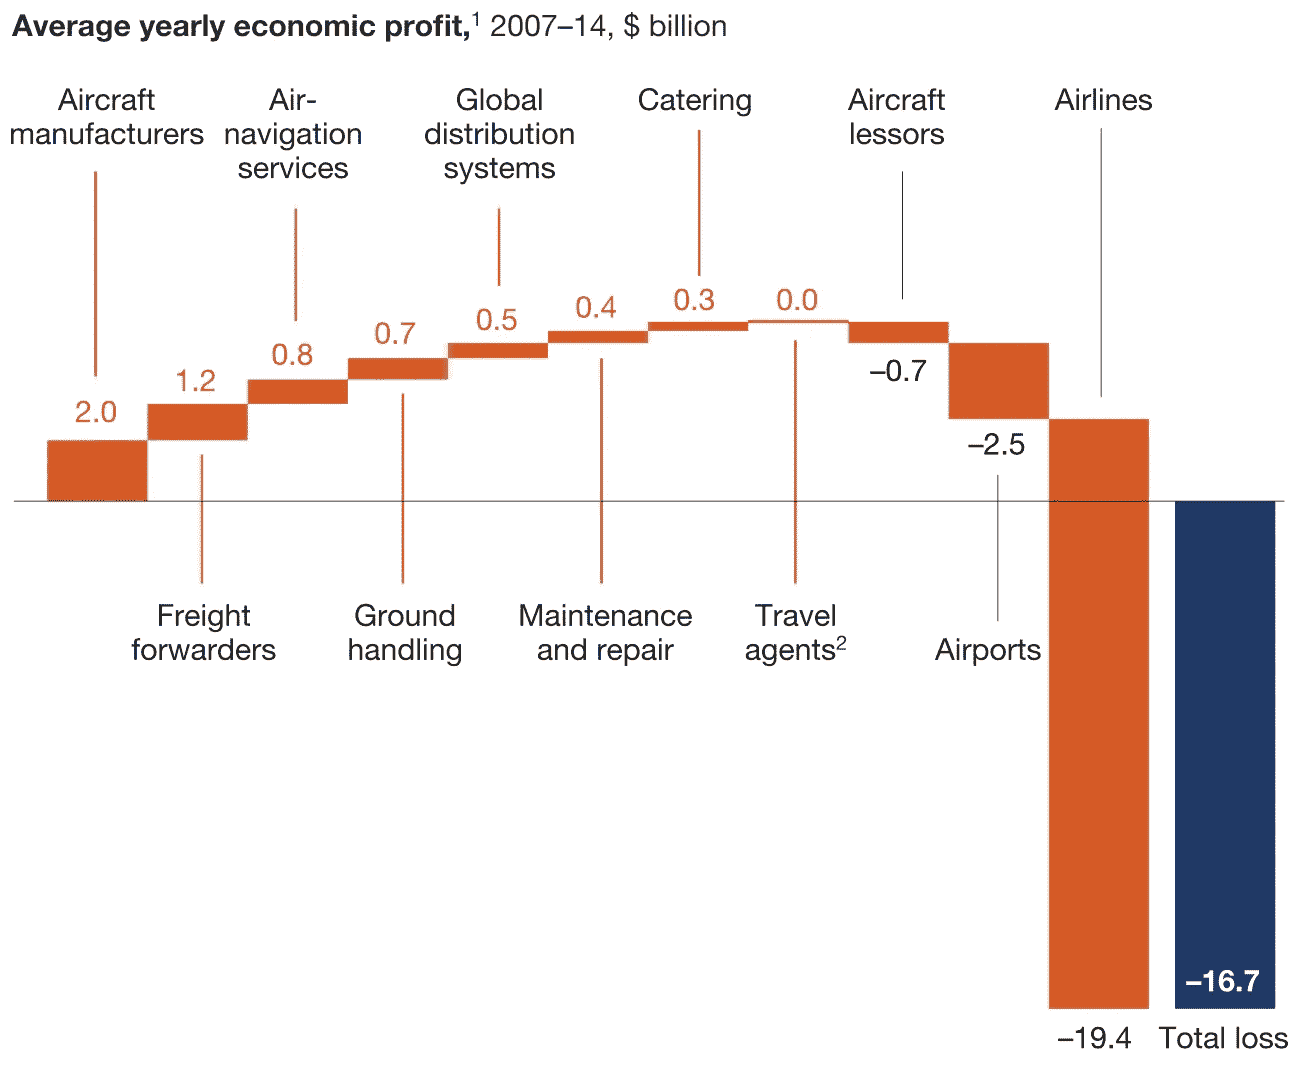 Average yearly economic profit,1 2007–14, $ billion
Aircraft
manufacturers
Air-
navigation
services
Global
distribution
systems
Catering
Aircraft
lessors
Airlines
2.0
1.2
0.8
0.7
0.5
0.4
0.3
0.0
–0.7
–2.5
Freight
forwarders
Ground
handling
Maintenance
and repair
Travel
agents2
Airports
–16.7
–19.4
Total loss